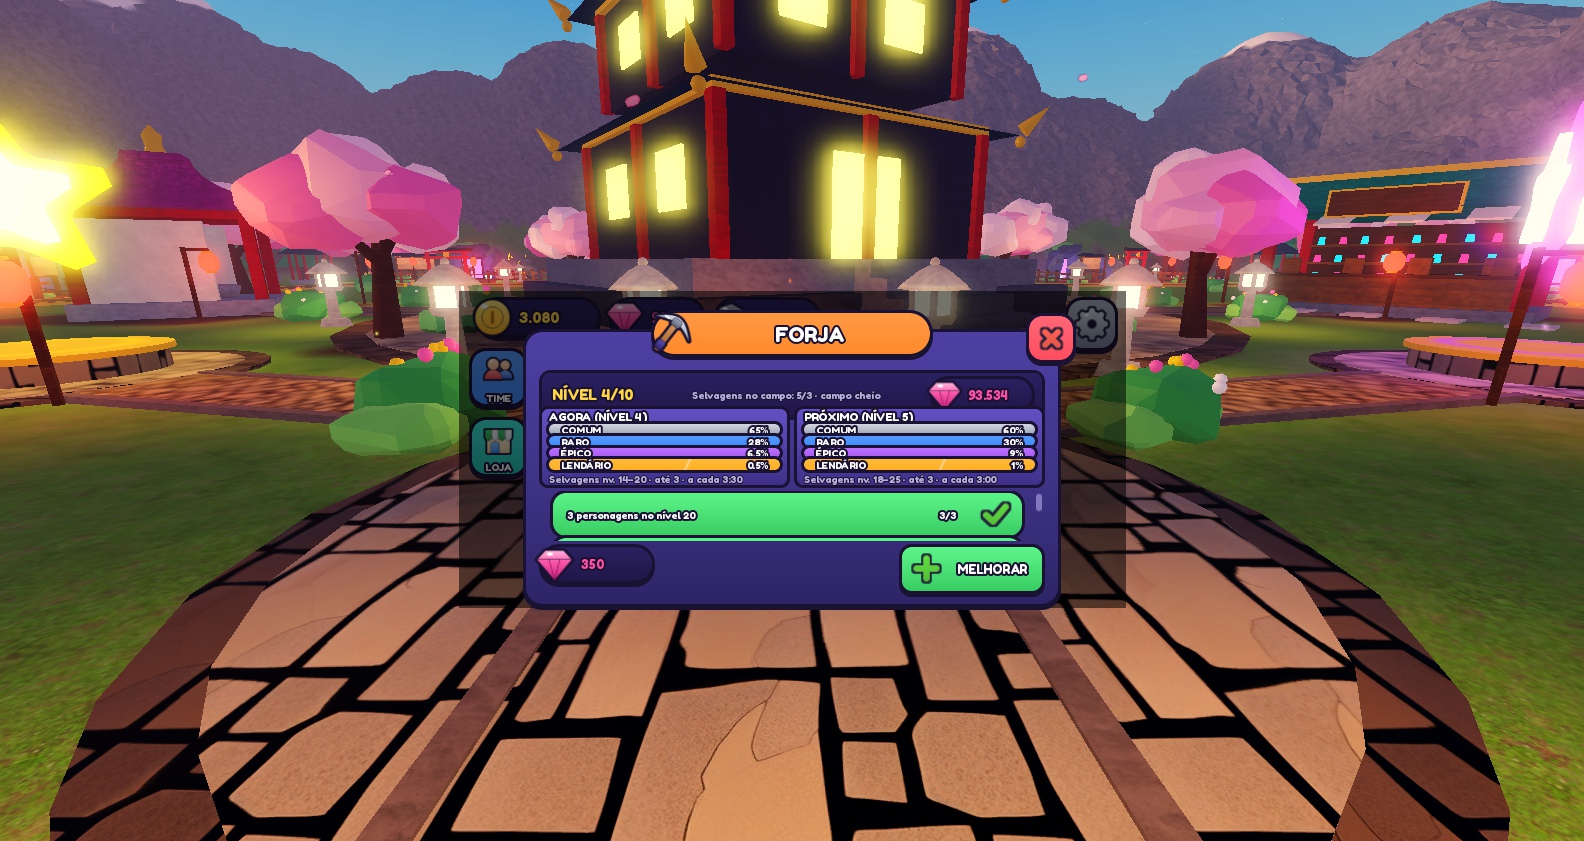 3.080
FORJA
TIME
LOJA
NÍVEL 4/10
Selvagens no campo: 5/3 · campo cheio
93.534
AGORA (NÍVEL 4)
COMUM 65%
RARO 28%
ÉPICO 6.5%
LENDÁRIO 0.5%
Selvagens nv. 14-20 · até 3 · a cada 3:30
PRÓXIMO (NÍVEL 5)
COMUM 60%
RARO 30%
ÉPICO 9%
LENDÁRIO 1%
Selvagens nv. 18-25 · até 3 · a cada 3:00
3 personagens no nível 20 3/3
350
MELHORAR